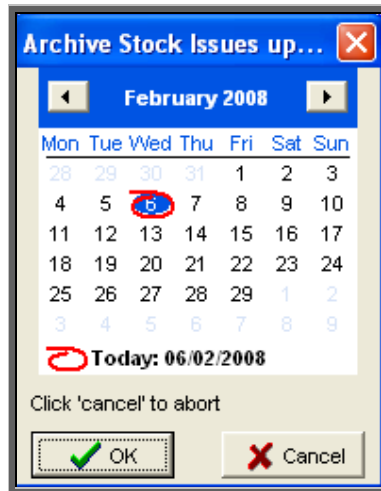 Archive Stock Issues up...
February 2008
Mon Tue Wed Thu Fri Sat Sun
28 29 30 31 1 2 3
4 5 6 7 8 9 10
11 12 13 14 15 16 17
18 19 20 21 22 23 24
25 26 27 28 29 1 2
3 4 5 6 7 8 9
Today: 06/02/2008
Click 'cancel' to abort
OK Cancel